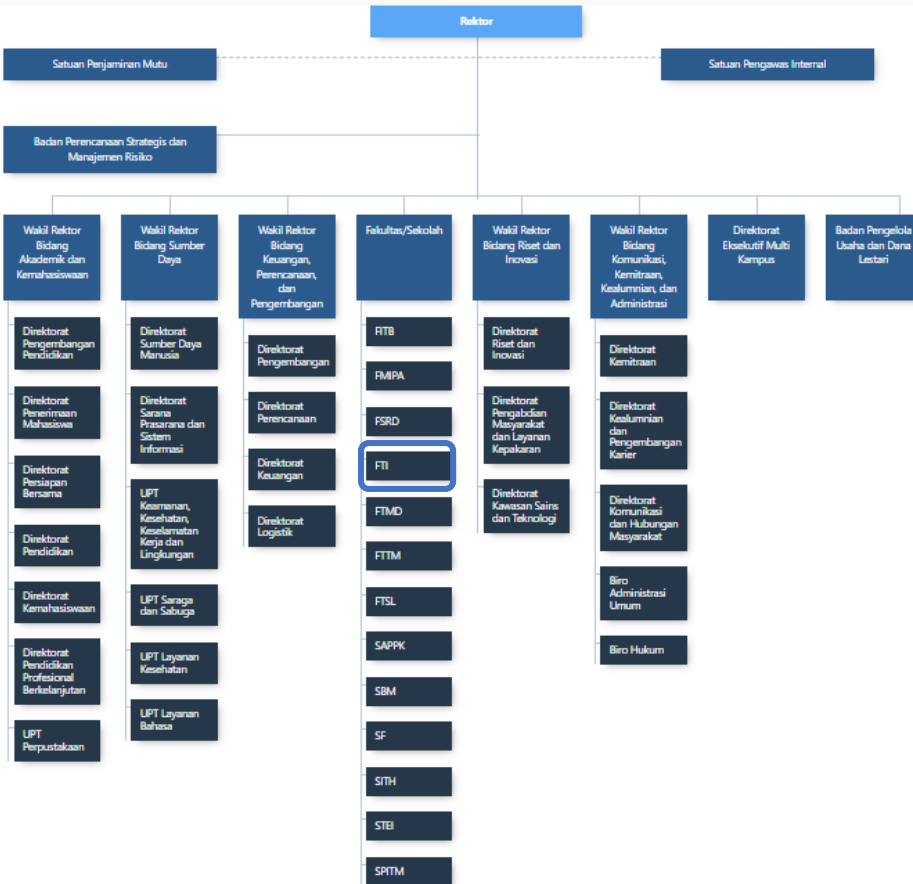 Rektor
Satuan Penjaminan Mutu
Satuan Pengawas Internal
Badan Perencanaan Strategis dan
Manajemen Risiko
Wakil Rektor
Bidang
Akademik dan
Kemahasiswaan
Direktorat
Pengembangan
Pendidikan
Direktorat
Penerimaan
Mahasiswa
Direktorat
Persiapan
Bersama
Direktorat
Pendidikan
Direktorat
Kemahasiswaan
Direktorat
Pendidikan
Profesional
Berkelanjutan
UPT
Perpustakaan
Wakil Rektor
Bidang Sumber
Daya
Direktorat
Sumber Daya
Manusia
Direktorat
Sarana
Prasarana dan
Sistem
Informasi
UPT
Keamanan,
Kesehatan,
Keselamatan
Kerja dan
Lingkungan
UPT Saraga
dan Sabuga
UPT Layanan
Kesehatan
UPT Layanan
Bahasa
Wakil Rektor
Bidang
Keuangan,
Perencanaan,
dan
Pengembangan
Direktorat
Pengembangan
Direktorat
Perencanaan
Direktorat
Keuangan
Direktorat
Logistik
Fakultas/Sekolah
FITB
FMIPA
FSRD
FTI
FTMD
FTTM
FTSL
SAPPK
SBM
SF
SITH
STEI
SPITM
Wakil Rektor
Bidang Riset dan
Inovasi
Direktorat
Riset dan
Inovasi
Direktorat
Pengabdian
Masyarakat
dan Layanan
Kepakaran
Direktorat
Kawasan Sains
dan Teknologi
Wakil Rektor
Bidang
Komunikasi,
Kemitraan,
Kealumnian, dan
Administrasi
Direktorat
Kemitraan
Direktorat
Kealumnian
dan
Pengembangan
Karier
Direktorat
Komunikasi
dan Hubungan
Masyarakat
Biro
Administrasi
Umum
Biro Hukum
Direktorat
Eksekutif Multi
Kampus
Badan Pengelola
Usaha dan Dana
Lestari